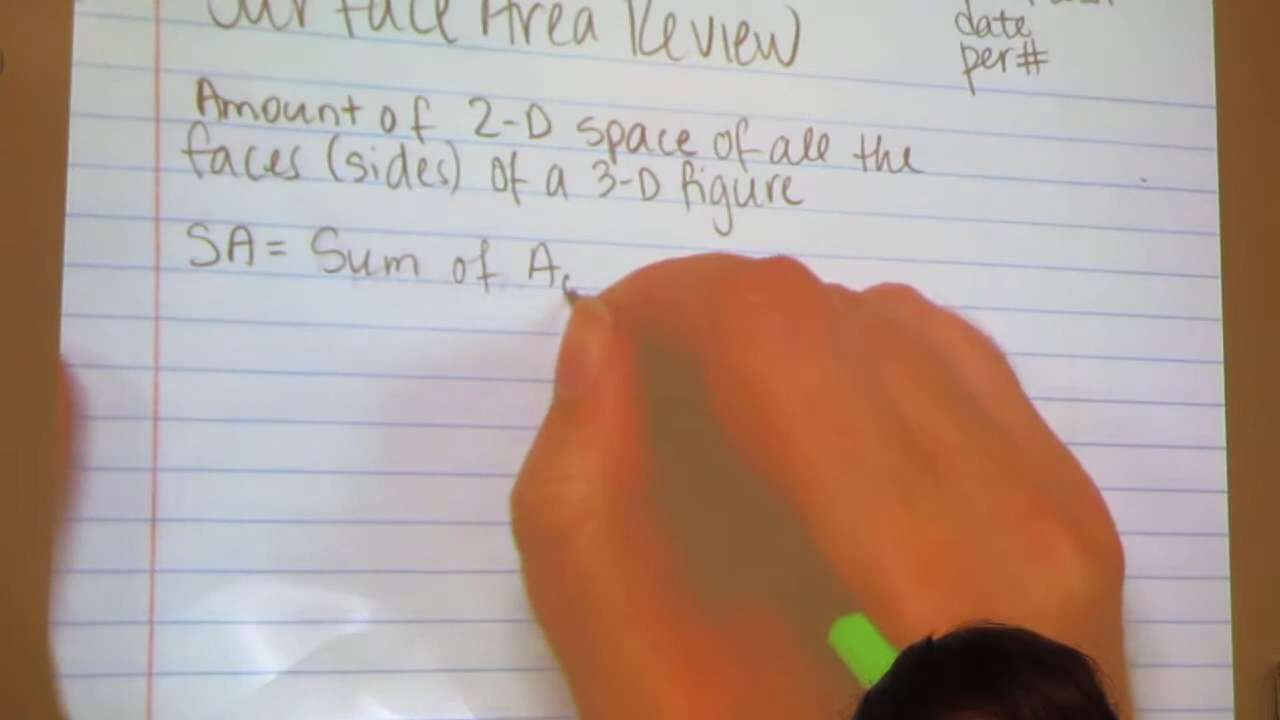 Surface Area Review
date
per#
Amount of 2-D space of all the
faces (sides) of a 3-D figure
SA = Sum of A